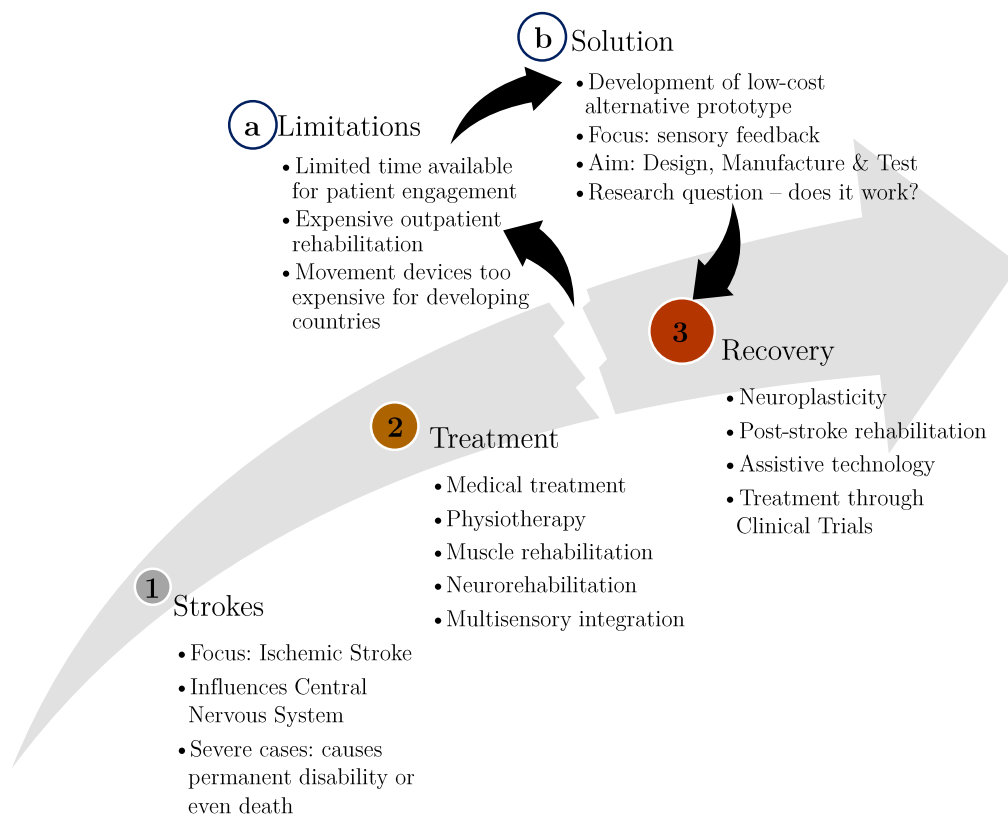 b Solution
• Development of low-cost
alternative prototype
• Focus: sensory feedback
• Aim: Design, Manufacture & Test
• Research question – does it work?
a Limitations
• Limited time available
for patient engagement
• Expensive outpatient
rehabilitation
• Movement devices too
expensive for developing
countries
3 Recovery
• Neuroplasticity
• Post-stroke rehabilitation
• Assistive technology
• Treatment through
Clinical Trials
2 Treatment
• Medical treatment
• Physiotherapy
• Muscle rehabilitation
• Neurorehabilitation
• Multisensory integration
1 Strokes
• Focus: Ischemic Stroke
• Influences Central
Nervous System
• Severe cases: causes
permanent disability or
even death